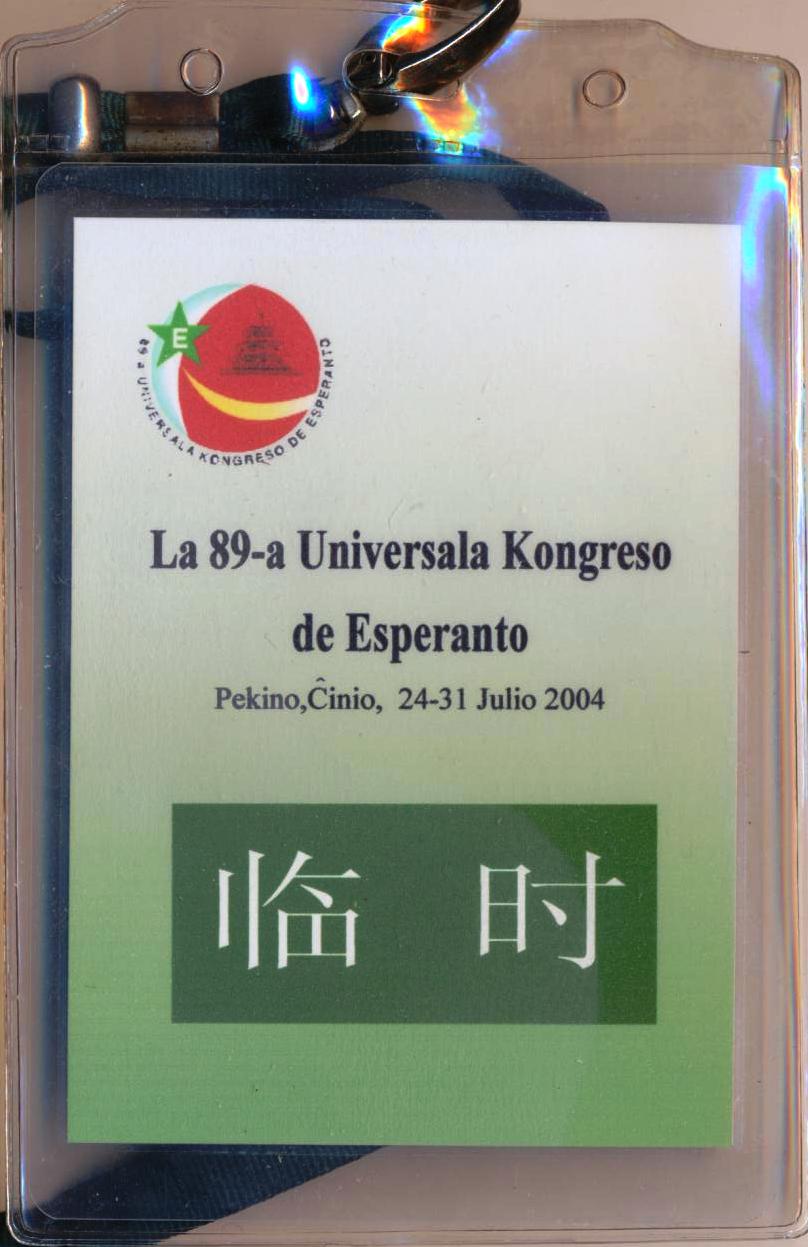 E
89 a UNIVERSALA KONGRESO DE ESPERANTO
La 89-a Universala Kongreso
de Esperanto
Pekino,Ĉinio, 24-31 Julio 2004
临 时